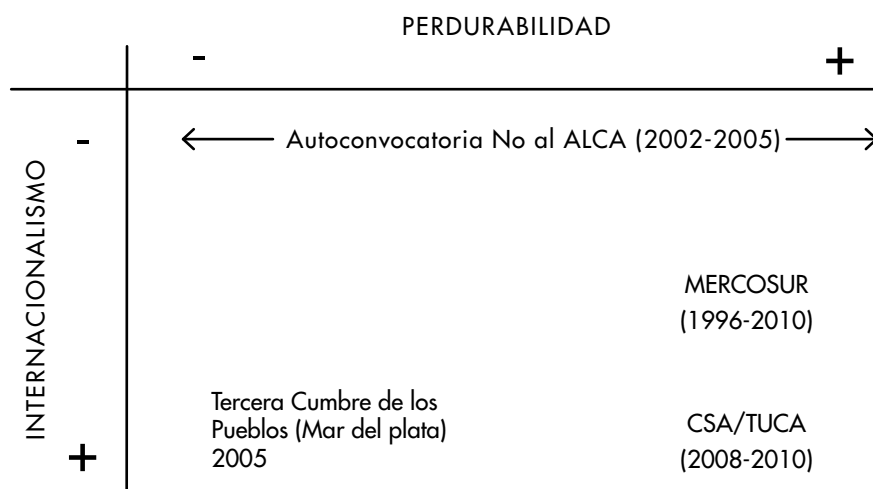 PERDURABILIDAD
- +
INTERNACIONALISMO
-
Autoconvocatoria No al ALCA (2002-2005)
MERCOSUR
(1996-2010)
Tercera Cumbre de los
Pueblos (Mar del plata)
2005
CSA/TUCA
(2008-2010)
+